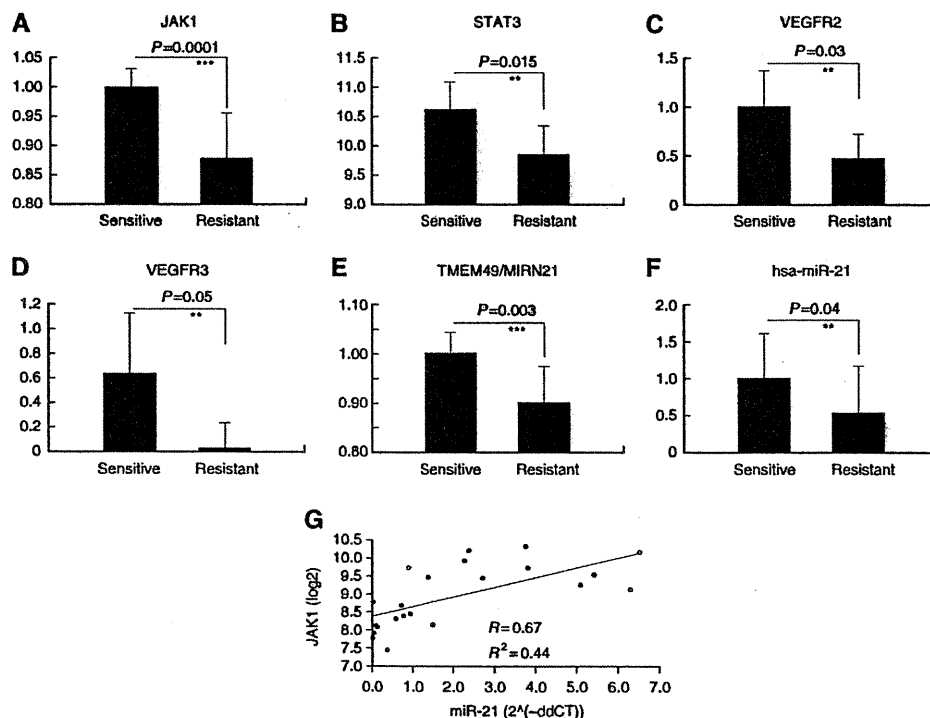 A
JAK1
P=0.0001
***
1.05
1.00
0.95
0.90
0.85
0.80
Sensitive
Resistant
B
STAT3
P=0.015
**
11.5
11.0
10.5
10.0
9.5
9.0
Sensitive
Resistant
C
VEGFR2
P=0.03
**
1.5
1.0
0.5
0
Sensitive
Resistant
D
VEGFR3
P=0.05
**
1.2
1.0
0.8
0.6
0.4
0.2
0
Sensitive
Resistant
E
TMEM49/MIRN21
P=0.003
***
1.10
1.00
0.90
0.80
Sensitive
Resistant
F
hsa-miR-21
P=0.04
**
2.0
1.5
1.0
0.5
0
Sensitive
Resistant
G
JAK1 (log2)
10.5
10.0
9.5
9.0
8.5
8.0
7.5
7.0
R=0.67
R²=0.44
0.0 1.0 2.0 3.0 4.0 5.0 6.0 7.0
miR-21 (2^(−ddCT))